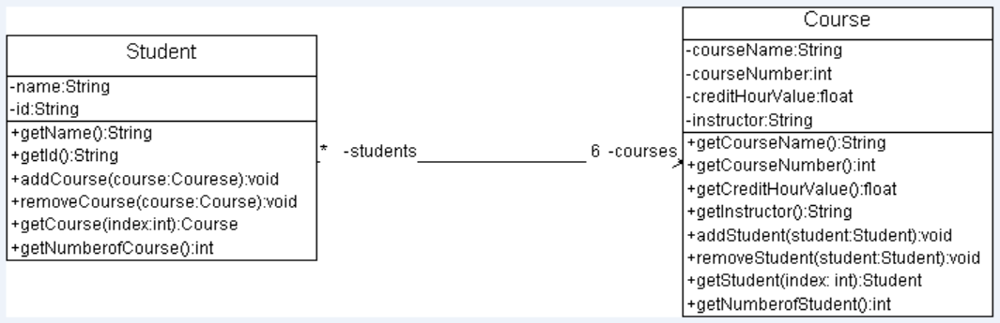 Student
-name:String
-id:String
+getName():String
+getId():String
+addCourse(course:Courese):void
+removeCourse(course:Course):void
+getCourse(index:int):Course
+getNumberofCourse():int
* -students
6 -courses
Course
-courseName:String
-courseNumber:int
-creditHourValue:float
-instructor:String
+getCourseName():String
+getCourseNumber():int
+getCreditHourValue():float
+getInstructor():String
+addStudent(student:Student):void
+removeStudent(student:Student):void
+getStudent(index: int):Student
+getNumberofStudent():int